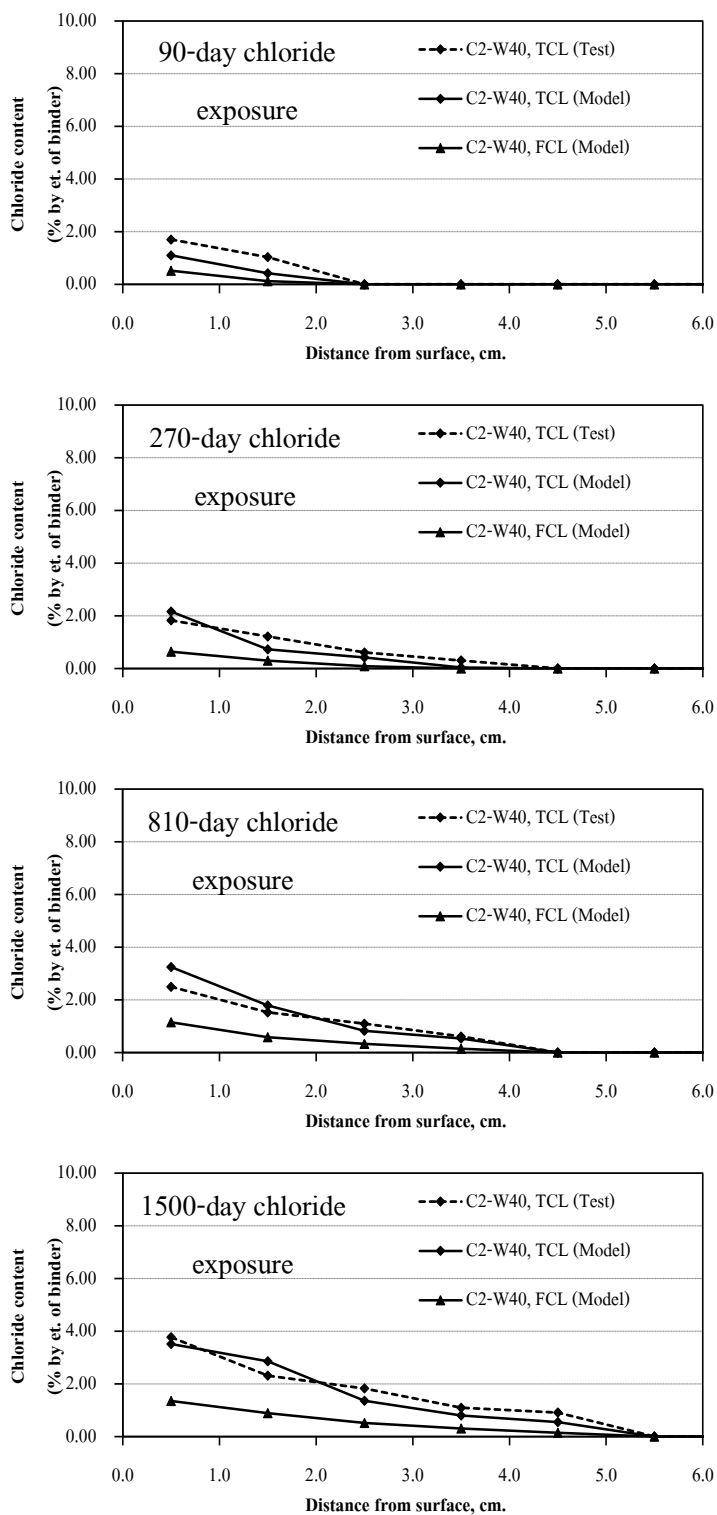 10.00
8.00
6.00
4.00
2.00
0.00
Chloride content
(% by et. of binder)
90-day chloride
exposure
C2-W40, TCL (Test)
C2-W40, TCL (Model)
C2-W40, FCL (Model)
0.0 1.0 2.0 3.0 4.0 5.0 6.0
Distance from surface, cm.
10.00
8.00
6.00
4.00
2.00
0.00
Chloride content
(% by et. of binder)
270-day chloride
exposure
C2-W40, TCL (Test)
C2-W40, TCL (Model)
C2-W40, FCL (Model)
0.0 1.0 2.0 3.0 4.0 5.0 6.0
Distance from surface, cm.
10.00
8.00
6.00
4.00
2.00
0.00
Chloride content
(% by et. of binder)
810-day chloride
exposure
C2-W40, TCL (Test)
C2-W40, TCL (Model)
C2-W40, FCL (Model)
0.0 1.0 2.0 3.0 4.0 5.0 6.0
Distance from surface, cm.
10.00
8.00
6.00
4.00
2.00
0.00
Chloride content
(% by et. of binder)
1500-day chloride
exposure
C2-W40, TCL (Test)
C2-W40, TCL (Model)
C2-W40, FCL (Model)
0.0 1.0 2.0 3.0 4.0 5.0 6.0
Distance from surface, cm.